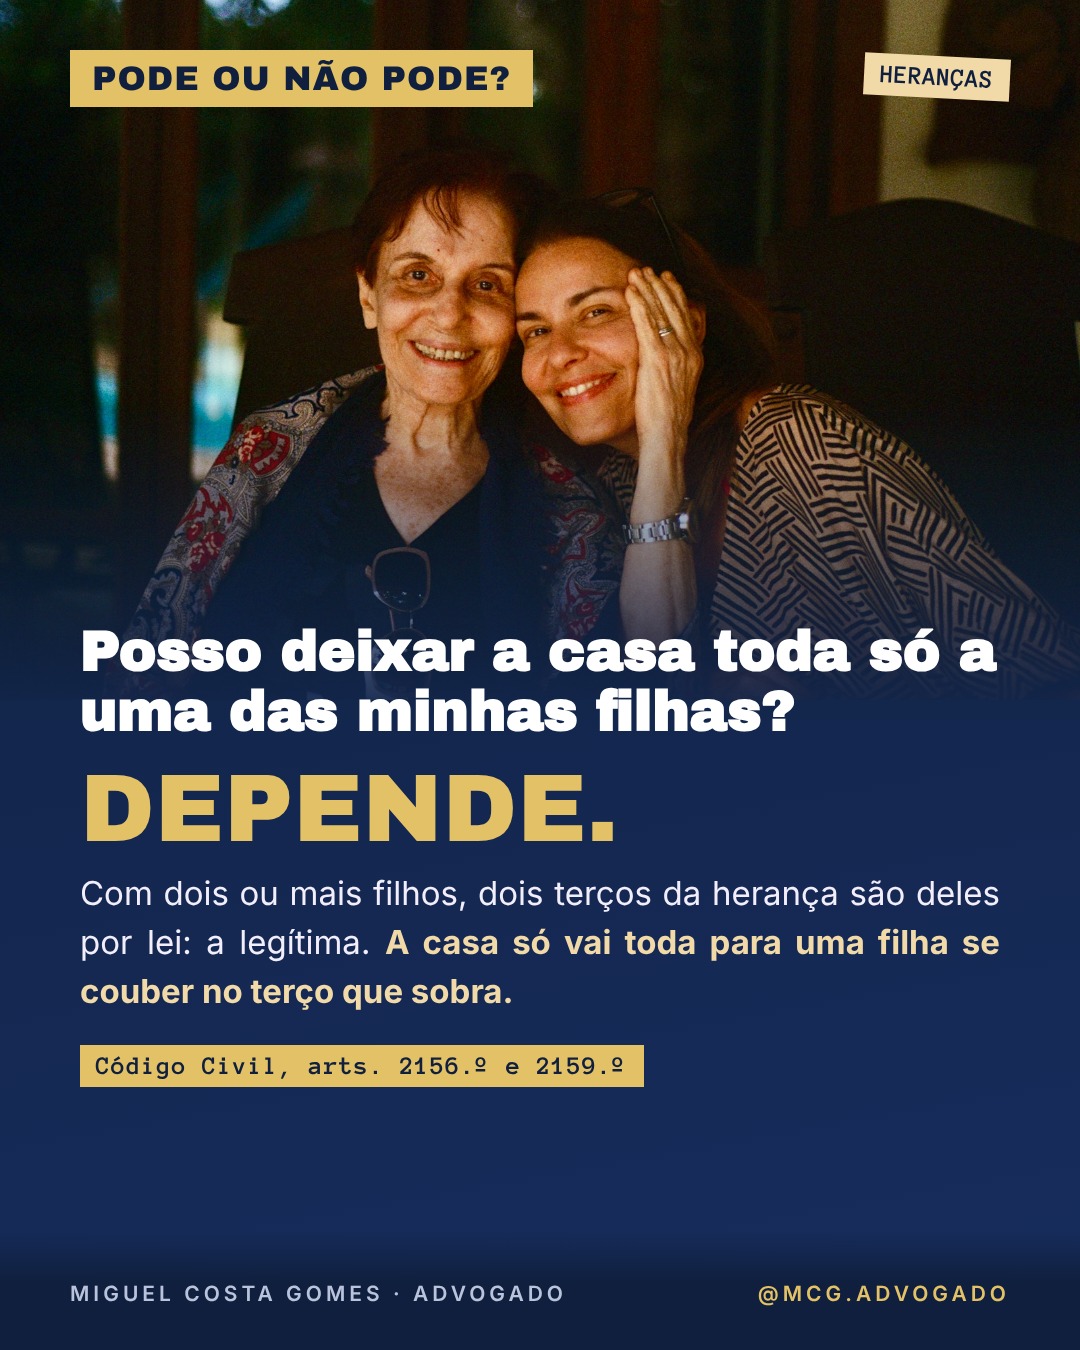 PODE OU NÃO PODE?
HERANÇAS
Posso deixar a casa toda só a
uma das minhas filhas?
DEPENDE.
Com dois ou mais filhos, dois terços da herança são deles
por lei: a legítima. A casa só vai toda para uma filha se
couber no terço que sobra.
Código Civil, arts. 2156.º e 2159.º
MIGUEL COSTA GOMES · ADVOGADO
@MCG.ADVOGADO